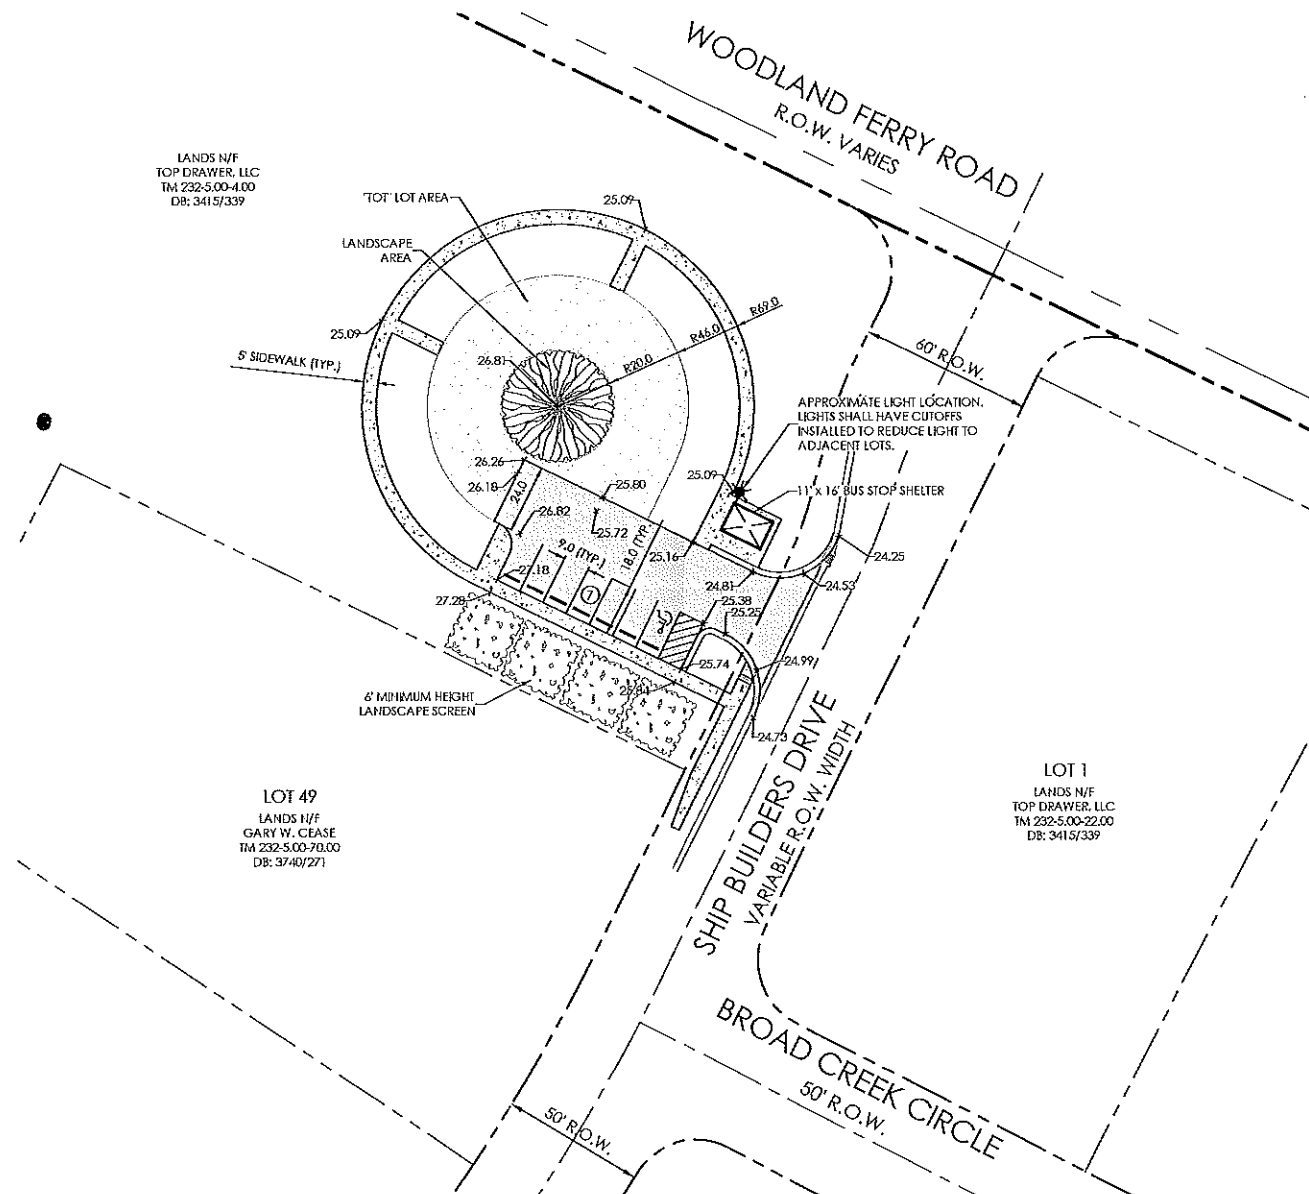 WOODLAND FERRY ROAD
R.O.W. VARIES
LANDS N/F
TOP DRAWER, LLC
TM 232-5.00-4.00
DB: 3415/339
'TOT' LOT AREA
25.09
LANDSCAPE
AREA
25.09
5' SIDEWALK (TYP.)
26.81
R20.0
R46.0
R69.0
60' R.O.W.
APPROXIMATE LIGHT LOCATION.
LIGHTS SHALL HAVE CUTOFFS
INSTALLED TO REDUCE LIGHT TO
ADJACENT LOTS.
26.26
26.18
24.0
25.80
25.09
11' x 16' BUS STOP SHELTER
26.82
25.72
9.0 (TYP.)
18.0 (TYP.
25.16
24.25
27.18
24.81
24.53
7
25.38
25.25
27.28
25.74
24.99
25.84
6' MINIMUM HEIGHT
LANDSCAPE SCREEN
24.73
SHIP BUILDERS DRIVE
VARIABLE R.O.W. WIDTH
LOT 49
LANDS N/F
GARY W. CEASE
TM 232-5.00-70.00
DB: 3740/271
LOT 1
LANDS N/F
TOP DRAWER, LLC
TM 232-5.00-22.00
DB: 3415/339
BROAD CREEK CIRCLE
50' R.O.W.
50' R.O.W.